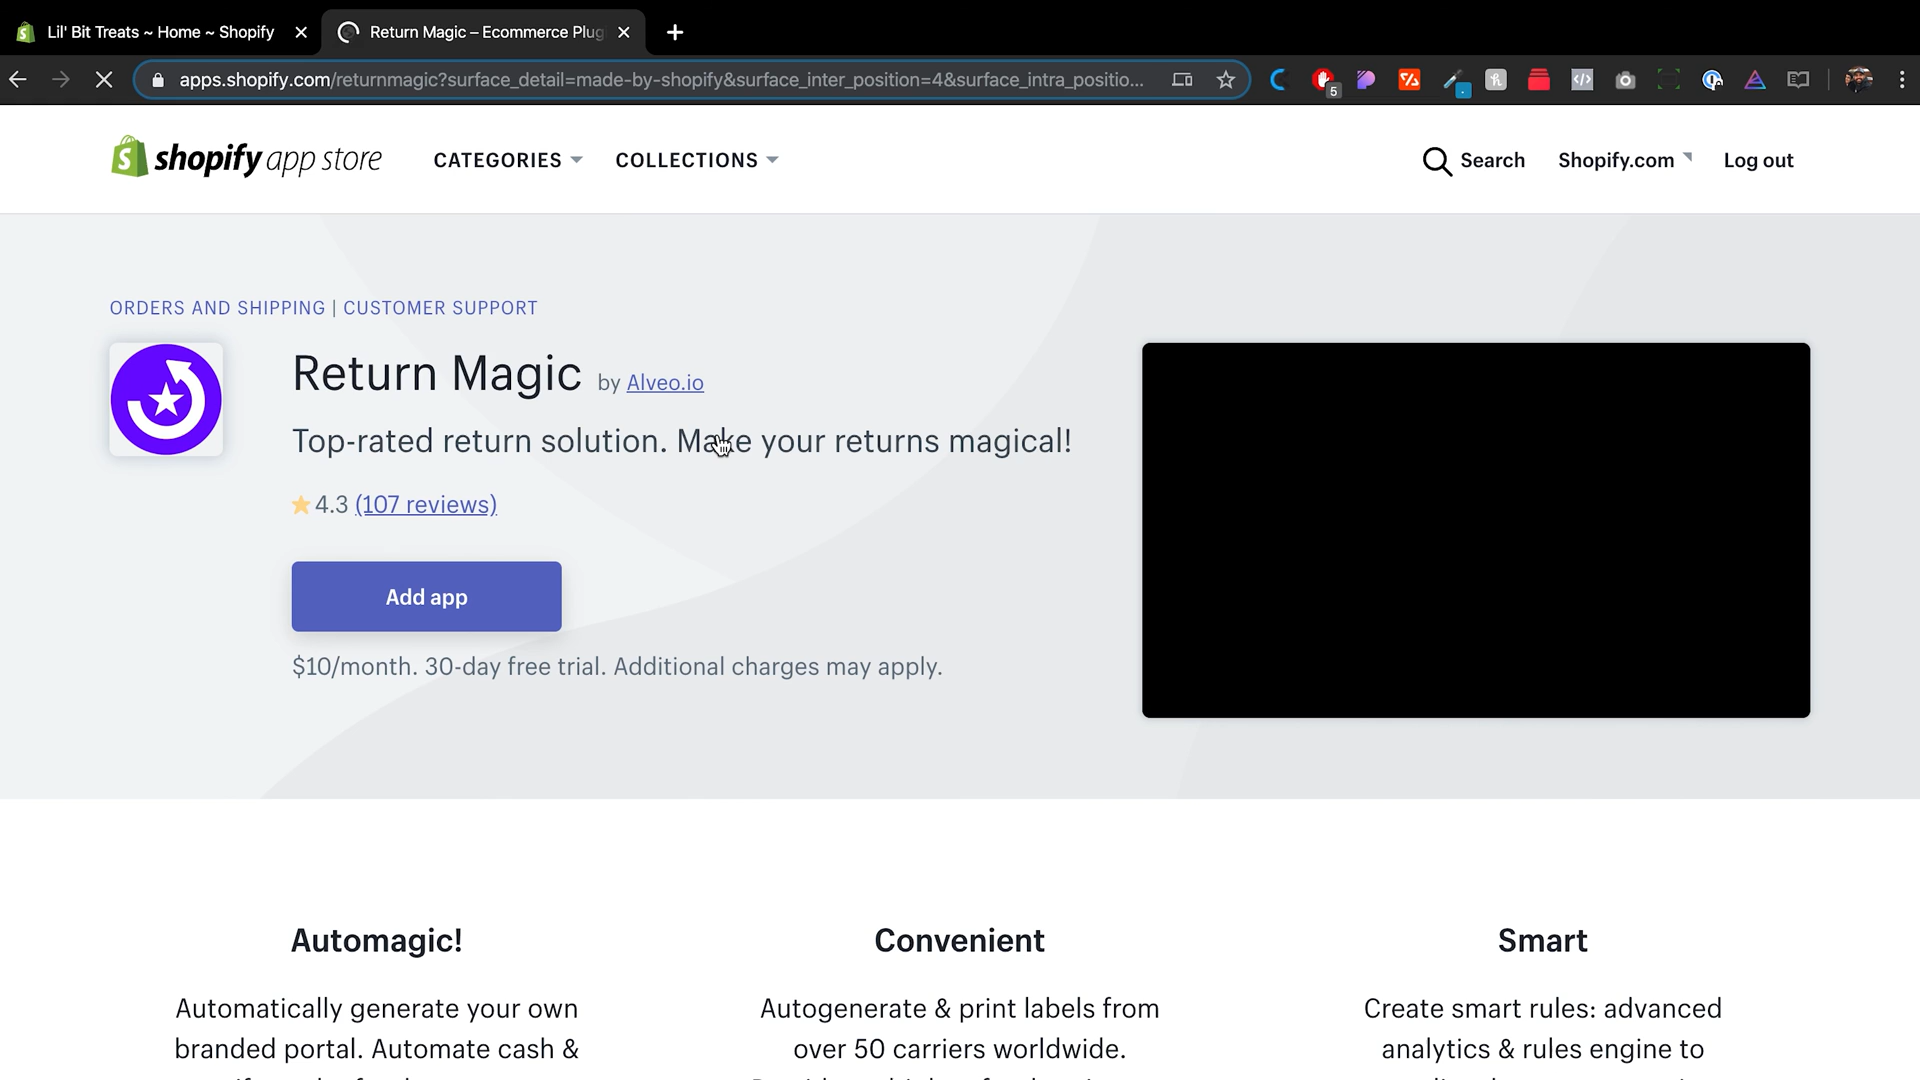 Lil' Bit Treats ~ Home ~ Shopify
Return Magic – Ecommerce Plug
apps.shopify.com/returnmagic?surface_detail=made-by-shopify&surface_inter_position=4&surface_intra_positio...
5
shopify app store
CATEGORIES
COLLECTIONS
Search
Shopify.com
Log out
ORDERS AND SHIPPING | CUSTOMER SUPPORT
Return Magic by Alveo.io
Top-rated return solution. Make your returns magical!
4.3 (107 reviews)
Add app
$10/month. 30-day free trial. Additional charges may apply.
Automagic!
Automatically generate your own
branded portal. Automate cash &
Convenient
Autogenerate & print labels from
over 50 carriers worldwide.
Smart
Create smart rules: advanced
analytics & rules engine to